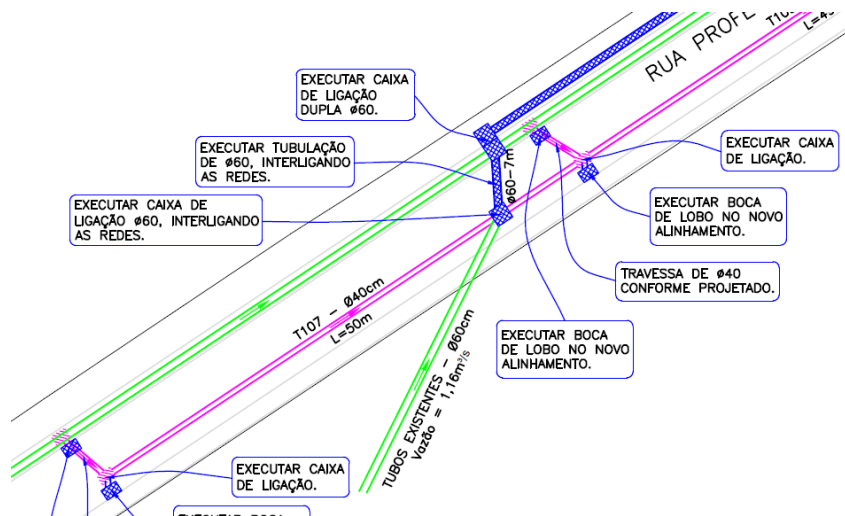 RUA PROFE
T10
L=4
EXECUTAR CAIXA
DE LIGAÇÃO
DUPLA ø60.
EXECUTAR TUBULAÇÃO
DE ø60, INTERLIGANDO
AS REDES.
EXECUTAR CAIXA DE
LIGAÇÃO ø60, INTERLIGANDO
AS REDES.
ø60-7m
EXECUTAR CAIXA
DE LIGAÇÃO.
EXECUTAR BOCA
DE LOBO NO NOVO
ALINHAMENTO.
TRAVESSA DE ø40
CONFORME PROJETADO.
EXECUTAR BOCA
DE LOBO NO NOVO
ALINHAMENTO.
T107 - Ø40cm
L=50m
TUBOS EXISTENTES - Ø60cm
Vazão = 1,16m³/s
EXECUTAR CAIXA
DE LIGAÇÃO.